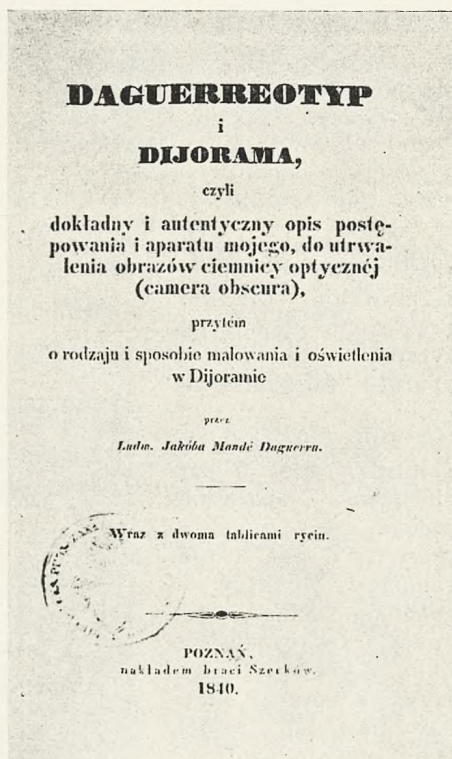 DAGUERREOTYP
i
DIJORAMA,
czyli
dokładny i autentyczny opis postę-
powania i aparatu mojego, do utrwa-
lenia obrazów ciemnicy optycznéj
(camera obscura),
przytém
o rodzaju i sposobie malowania i oświetlenia
w Dijoramie
przez
Ludw. Jakóba Mandé Daguerra.
Wraz z dwoma tablicami rycin.
POZNAŃ,
nakładem braci Szerków.
1840.